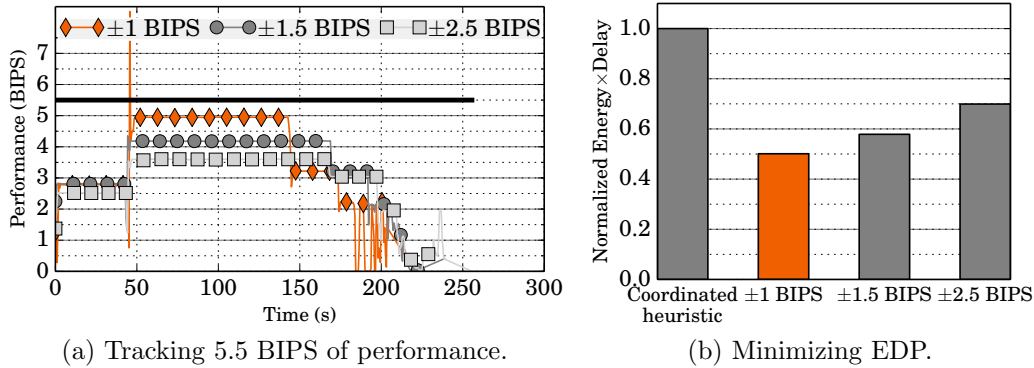 ±1 BIPS ±1.5 BIPS ±2.5 BIPS
7
6
5
4
3
2
1
0
Performance (BIPS)
0 50 100 150 200 250 300
Time (s)
(a) Tracking 5.5 BIPS of performance.
1.0
0.8
0.6
0.4
0.2
0.0
Normalized Energy×Delay
Coordinated
heuristic
±1 BIPS ±1.5 BIPS ±2.5 BIPS
(b) Minimizing EDP.